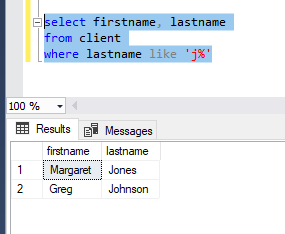 select firstname, lastname
from client
where lastname like 'j%'
100 %
Results Messages
firstname lastname
1 Margaret Jones
2 Greg Johnson